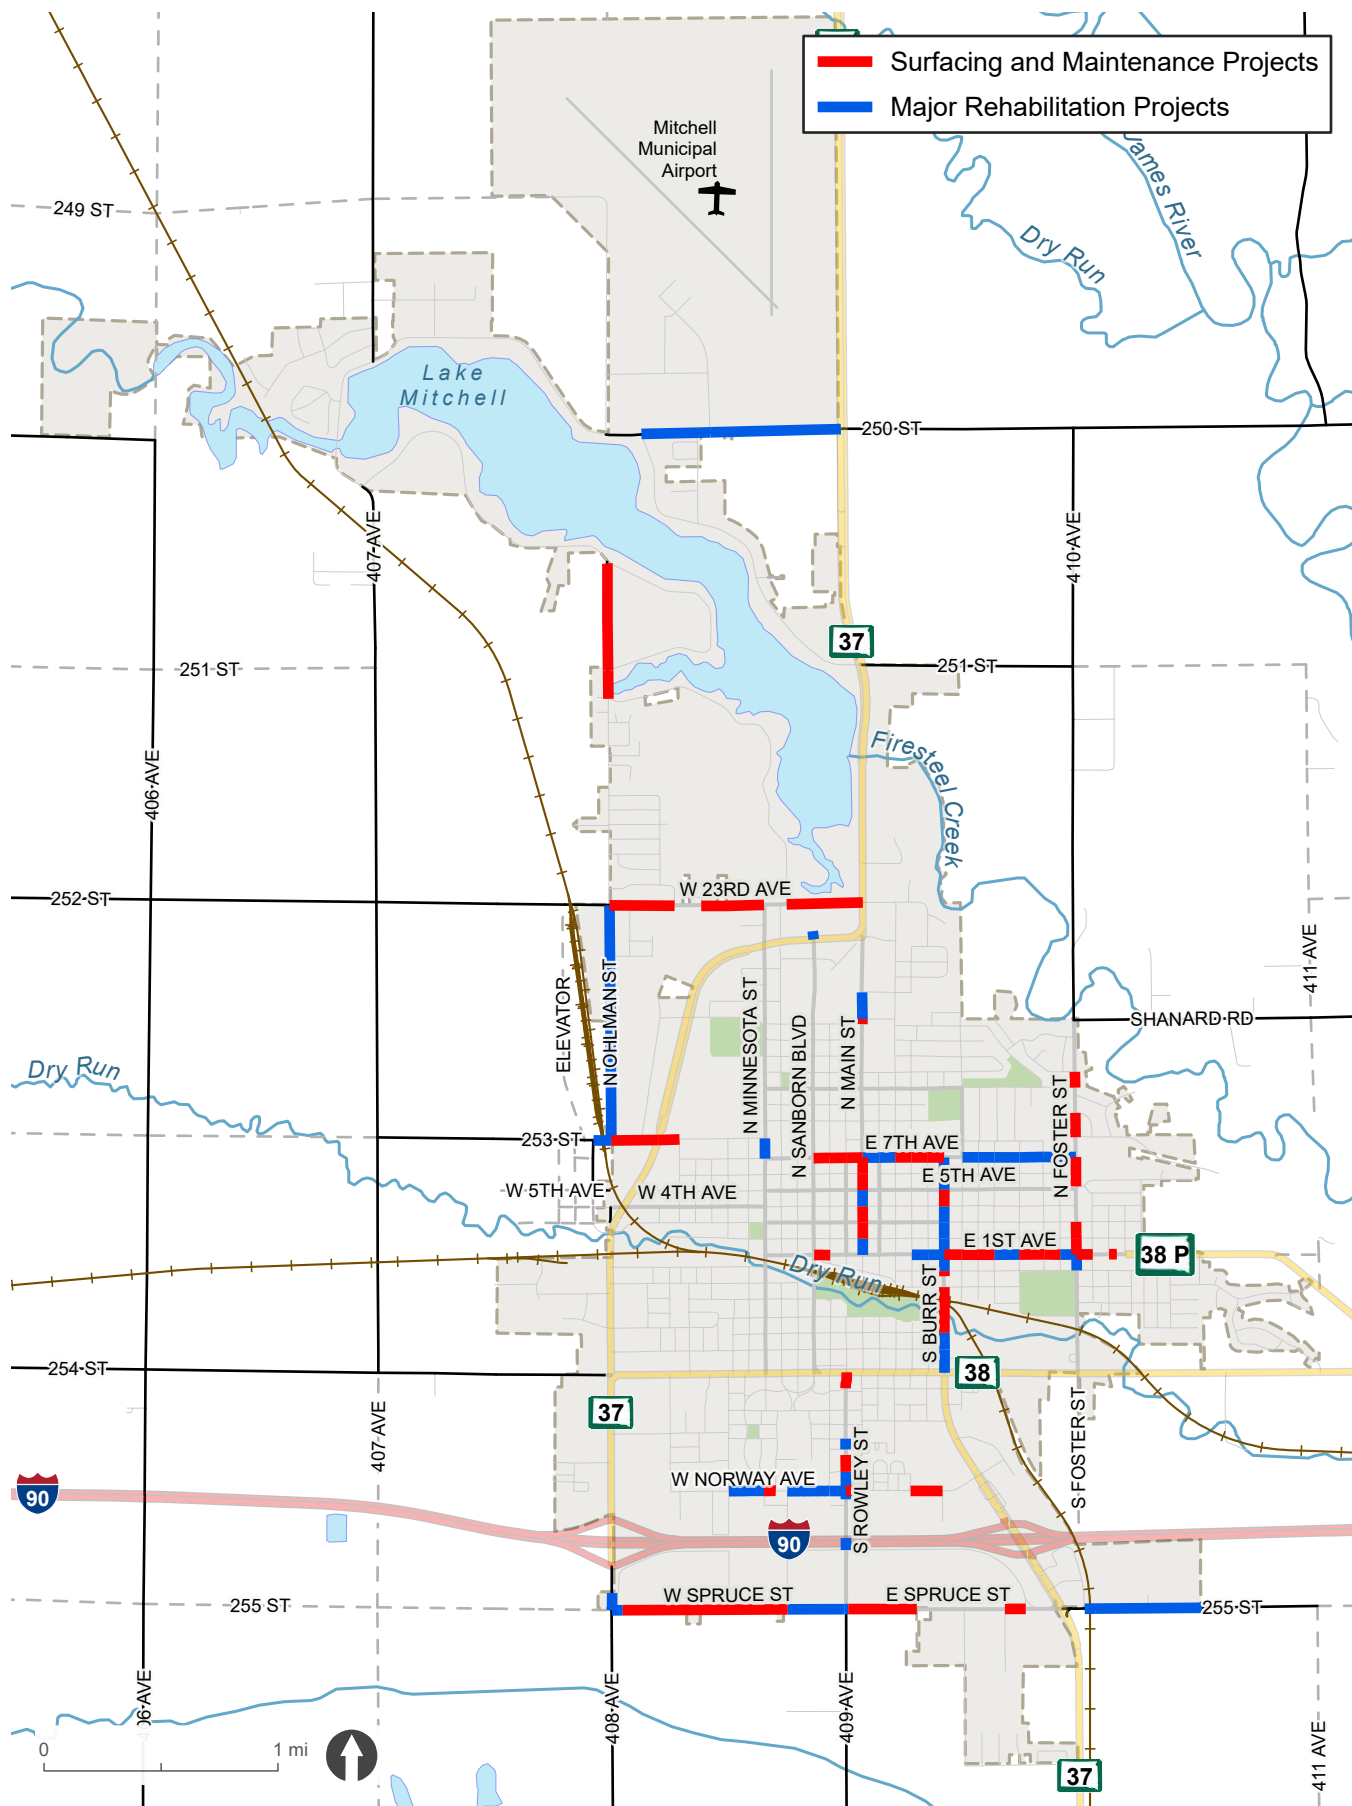 Surfacing and Maintenance Projects
Major Rehabilitation Projects
Mitchell
Municipal
Airport
James River
Dry Run
249 ST
Lake
Mitchell
250 ST
407 AVE
410 AVE
37
251 ST
251 ST
406 AVE
Firesteel Creek
W 23RD AVE
252 ST
411 AVE
ELEVATOR
N OHLMAN ST
N MINNESOTA ST
N SANBORN BLVD
N MAIN ST
SHANARD RD
Dry Run
N FOSTER ST
253 ST
E 7TH AVE
E 5TH AVE
W 5TH AVE
W 4TH AVE
E 1ST AVE
38 P
Dry Run
S BURR ST
254 ST
38
37
407 AVE
S FOSTER ST
S ROWLEY ST
W NORWAY AVE
90
90
W SPRUCE ST
E SPRUCE ST
255 ST
255 ST
408 AVE
409 AVE
411 AVE
0
1 mi
37